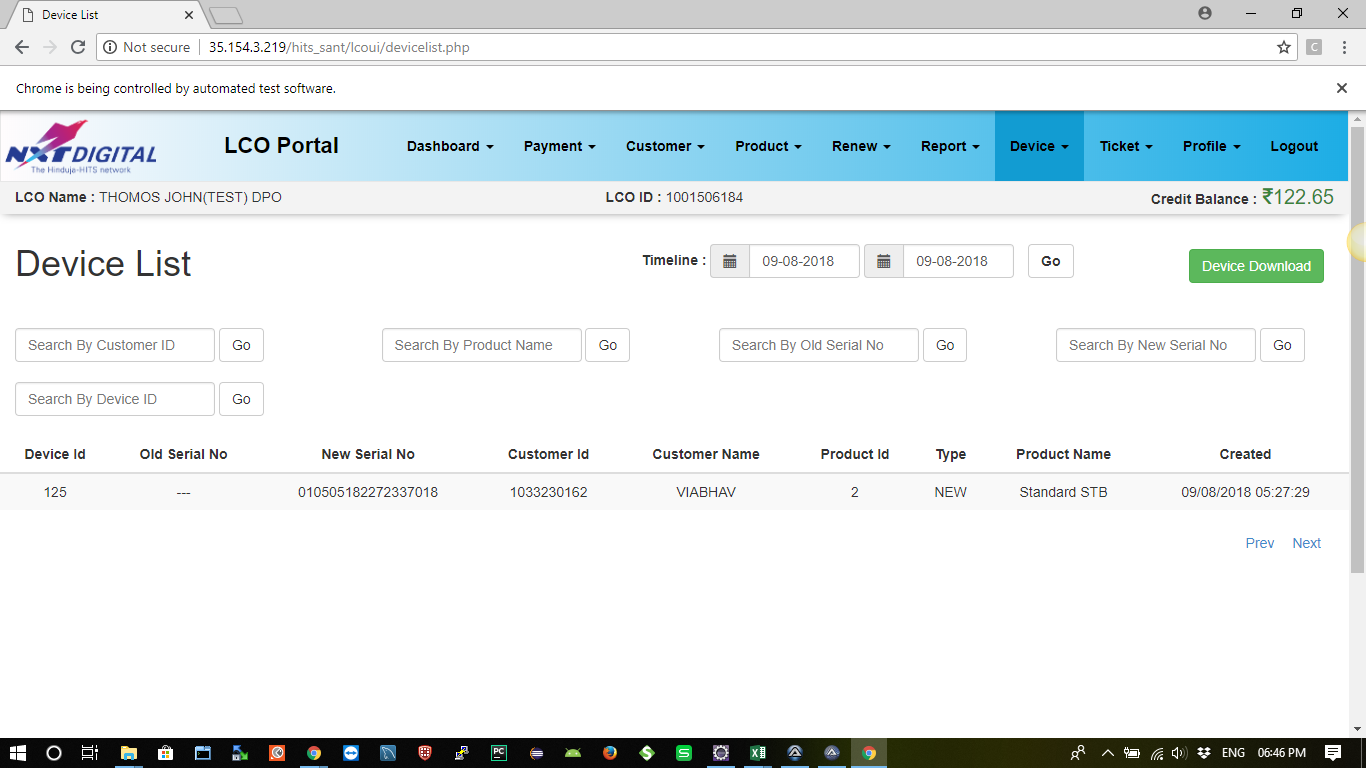 Device List
Not secure 35.154.3.219/hits_sant/lcoui/devicelist.php C
Chrome is being controlled by automated test software.
NXTDIGITAL
The Hinduja-HITS network
LCO Portal Dashboard Payment Customer Product Renew Report Device Ticket Profile Logout
LCO Name : THOMOS JOHN(TEST) DPO LCO ID : 1001506184 Credit Balance : ₹122.65
Device List Timeline : 09-08-2018 09-08-2018 Go Device Download
Search By Customer ID Go Search By Product Name Go Search By Old Serial No Go Search By New Serial No Go
Search By Device ID Go
Device Id Old Serial No New Serial No Customer Id Customer Name Product Id Type Product Name Created
125 --- 010505182272337018 1033230162 VIABHAV 2 NEW Standard STB 09/08/2018 05:27:29
Prev Next
PC S ENG 06:46 PM